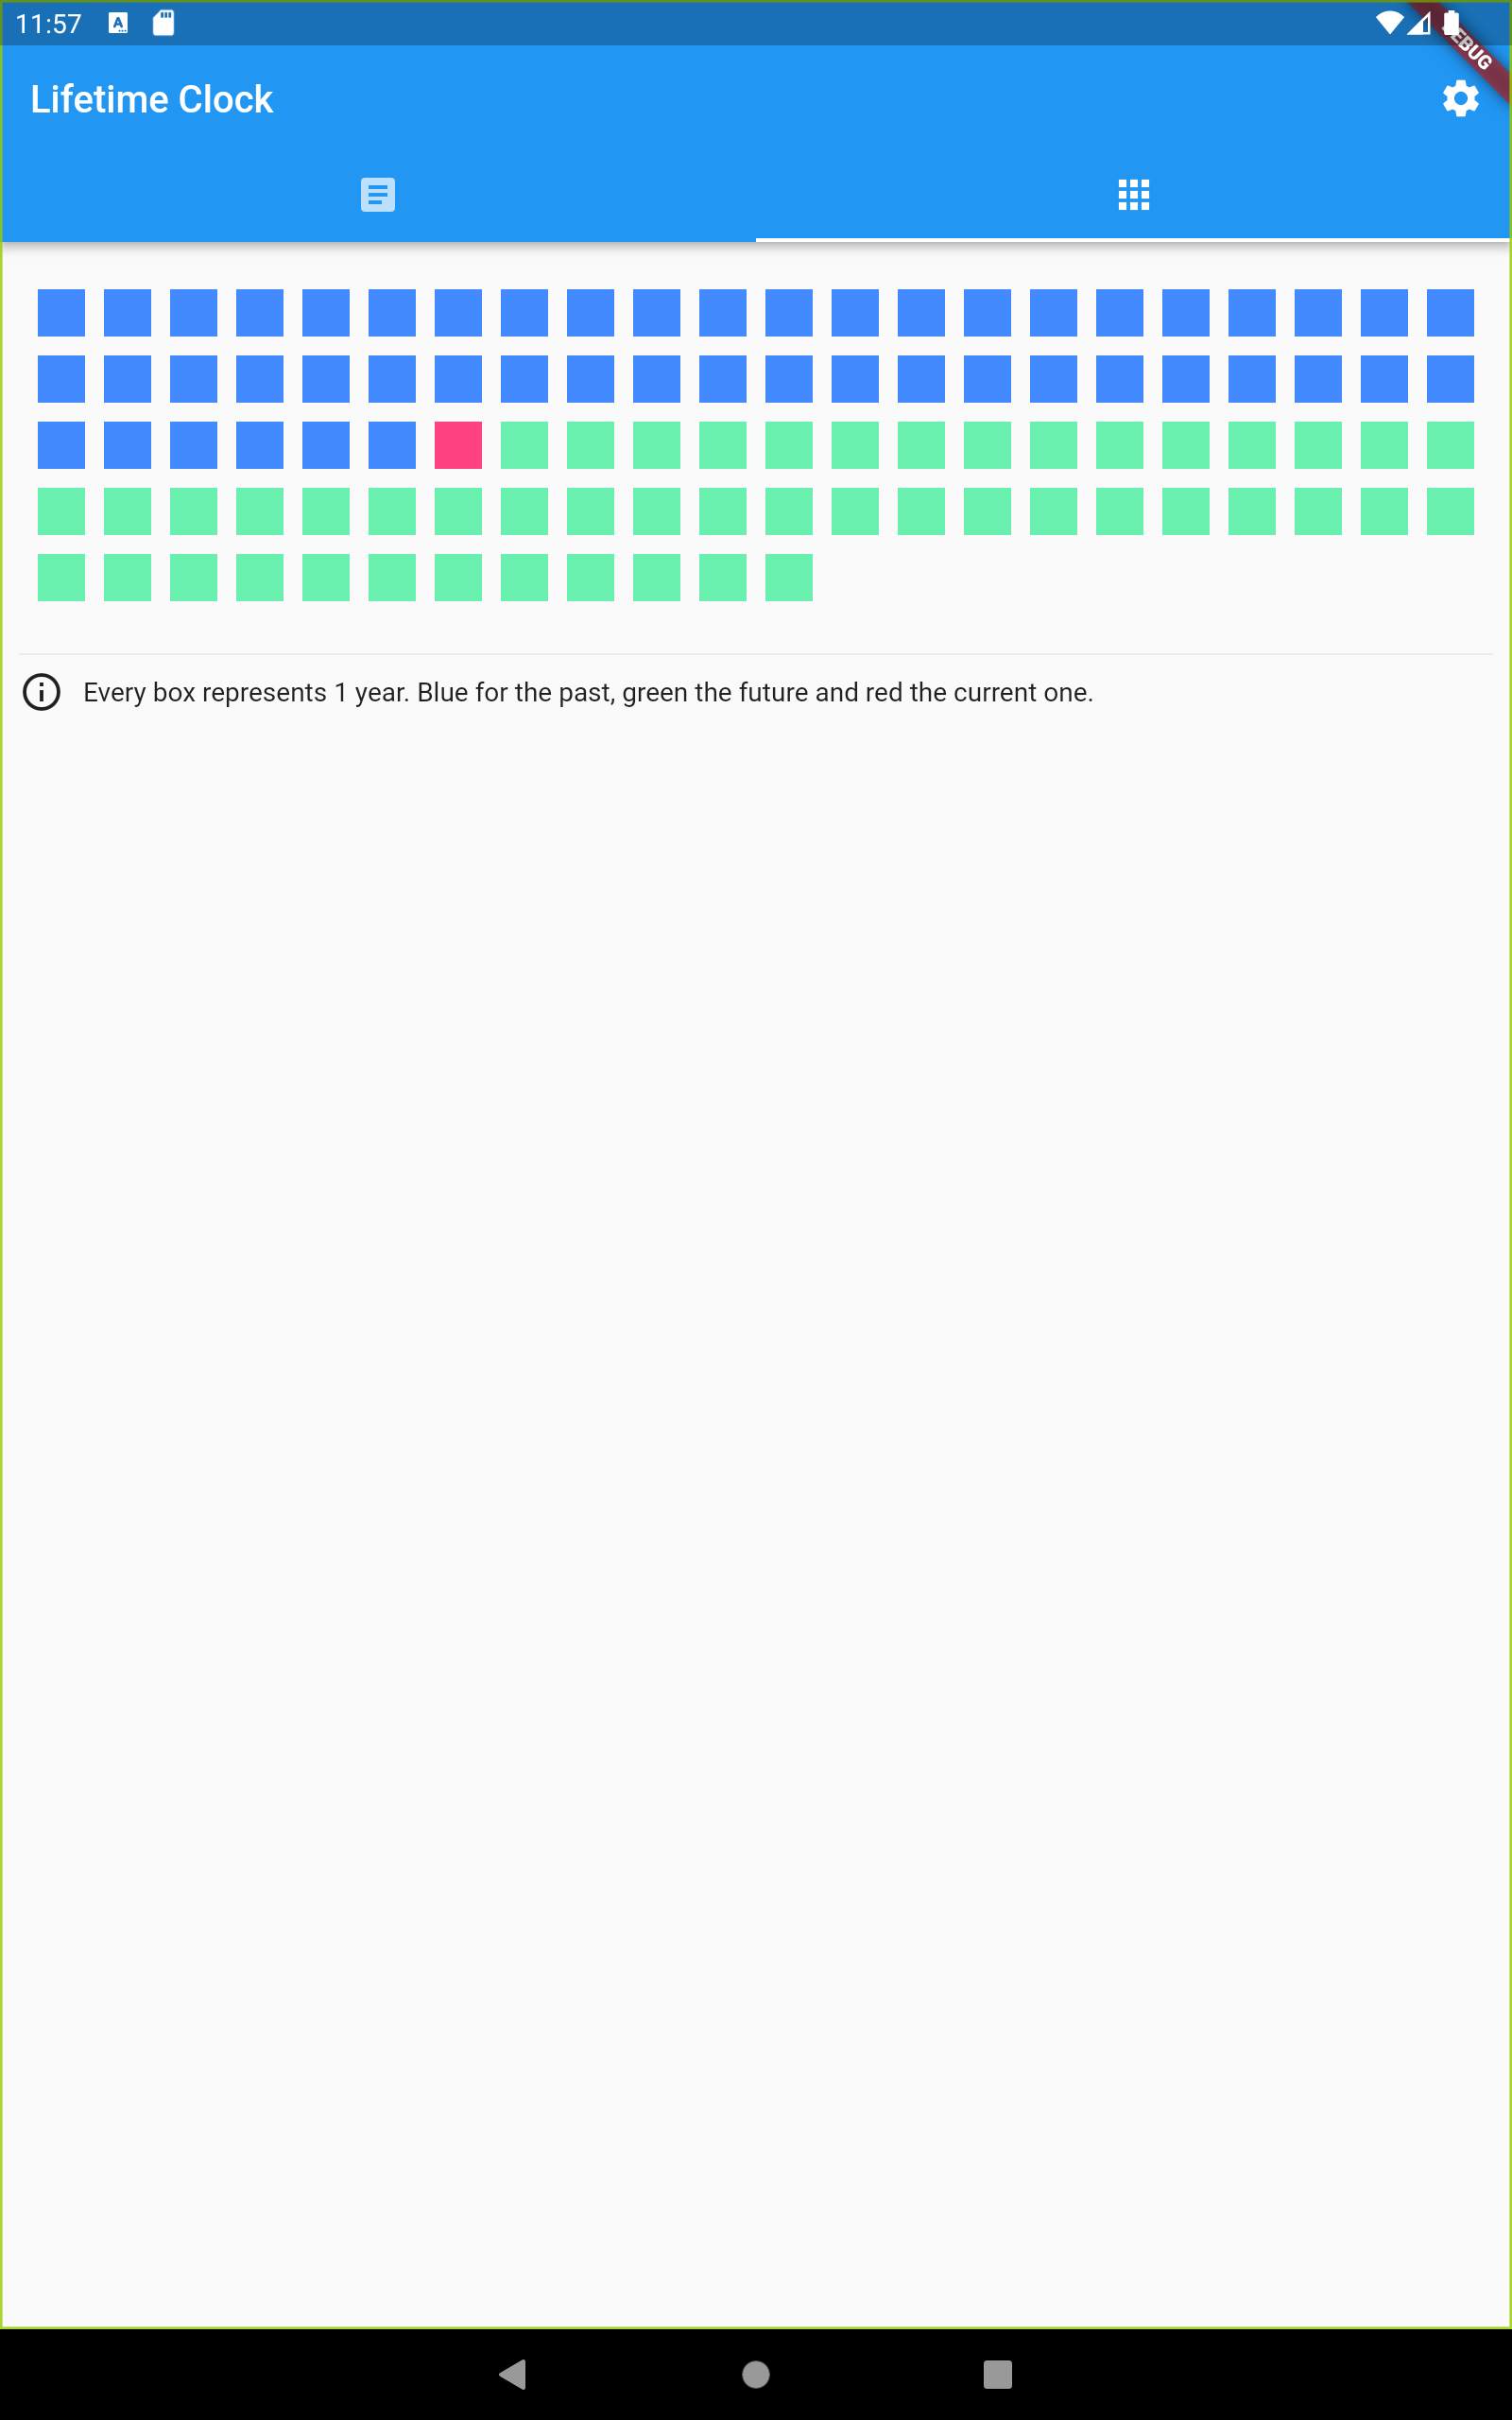 11:57
Lifetime Clock
Every box represents 1 year. Blue for the past, green the future and red the current one.